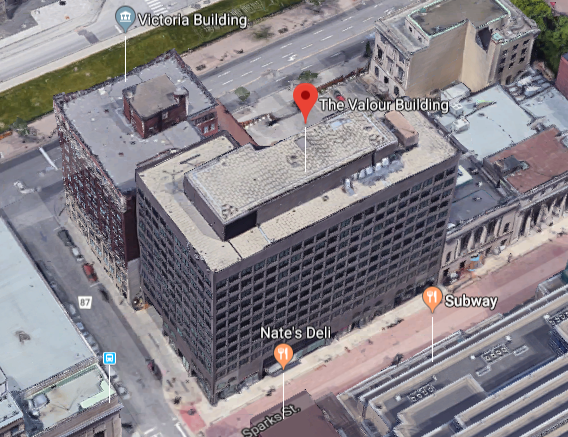 Victoria Building
The Valour Building
87
Subway
Nate's Deli
Sparks St.